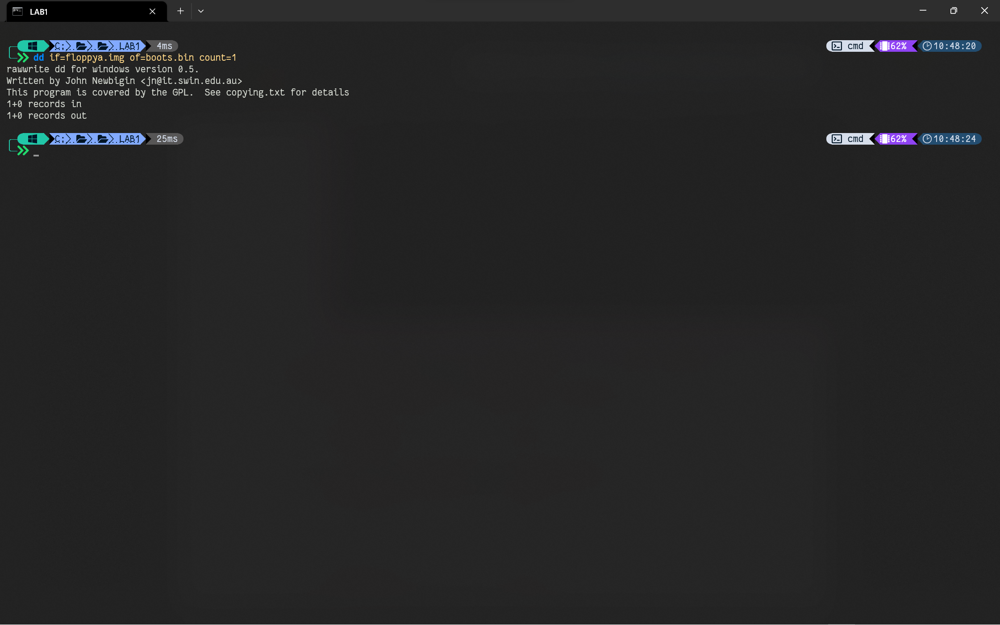 LAB1
C: LAB1 4ms cmd 62% 10:48:20
dd if=floppya.img of=boots.bin count=1
rawwrite dd for windows version 0.5.
Written by John Newbigin <jn@it.swin.edu.au>
This program is covered by the GPL.  See copying.txt for details
1+0 records in
1+0 records out
C: LAB1 25ms cmd 62% 10:48:24